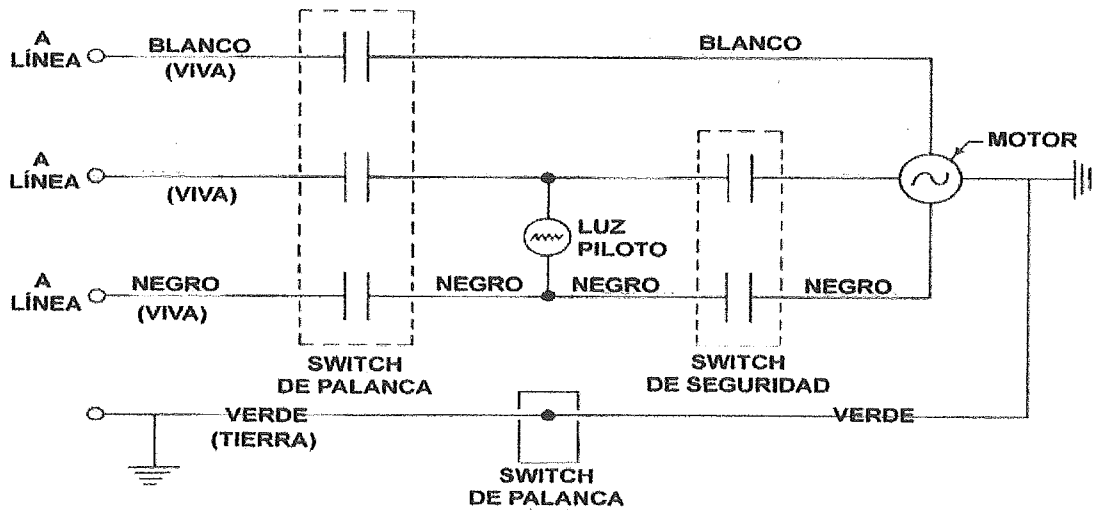 A
LÍNEA
BLANCO
(VIVA)
BLANCO
A
LÍNEA
(VIVA)
MOTOR
LUZ
PILOTO
A
LÍNEA
NEGRO
(VIVA)
NEGRO
NEGRO
NEGRO
SWITCH
DE PALANCA
SWITCH
DE SEGURIDAD
VERDE
(TIERRA)
VERDE
SWITCH
DE PALANCA